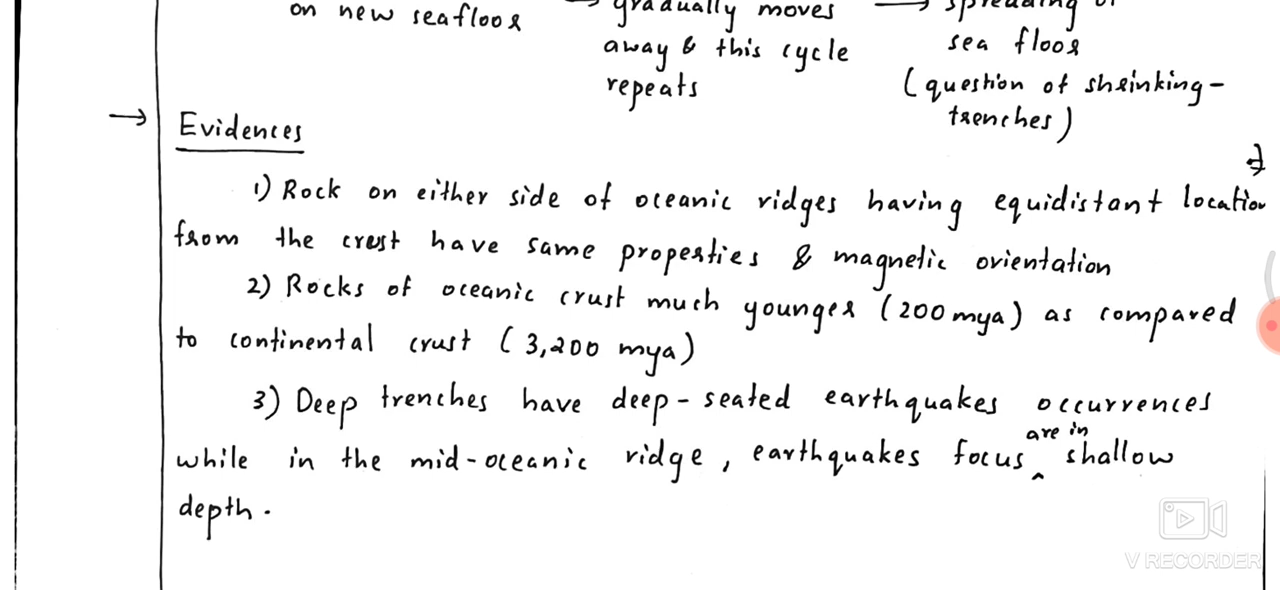 on new seafloor → gradually moves → spreading of
away & this cycle sea floor
repeats (question of shrinking-
trenches)
→ Evidences
1) Rock on either side of oceanic ridges having equidistant location
from the crest have same properties & magnetic orientation
2) Rocks of oceanic crust much younger (200 mya) as compared
to continental crust (3,200 mya)
3) Deep trenches have deep-seated earthquakes occurrences
while in the mid-oceanic ridge, earthquakes focus ^ are in shallow
depth.
V RECORDER